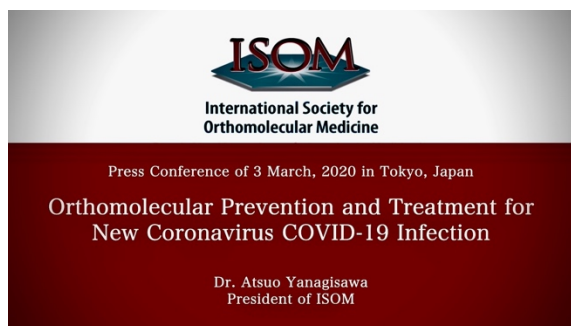 ISOM
International Society for
Orthomolecular Medicine
Press Conference of 3 March, 2020 in Tokyo, Japan
Orthomolecular Prevention and Treatment for
New Coronavirus COVID-19 Infection
Dr. Atsuo Yanagisawa
President of ISOM